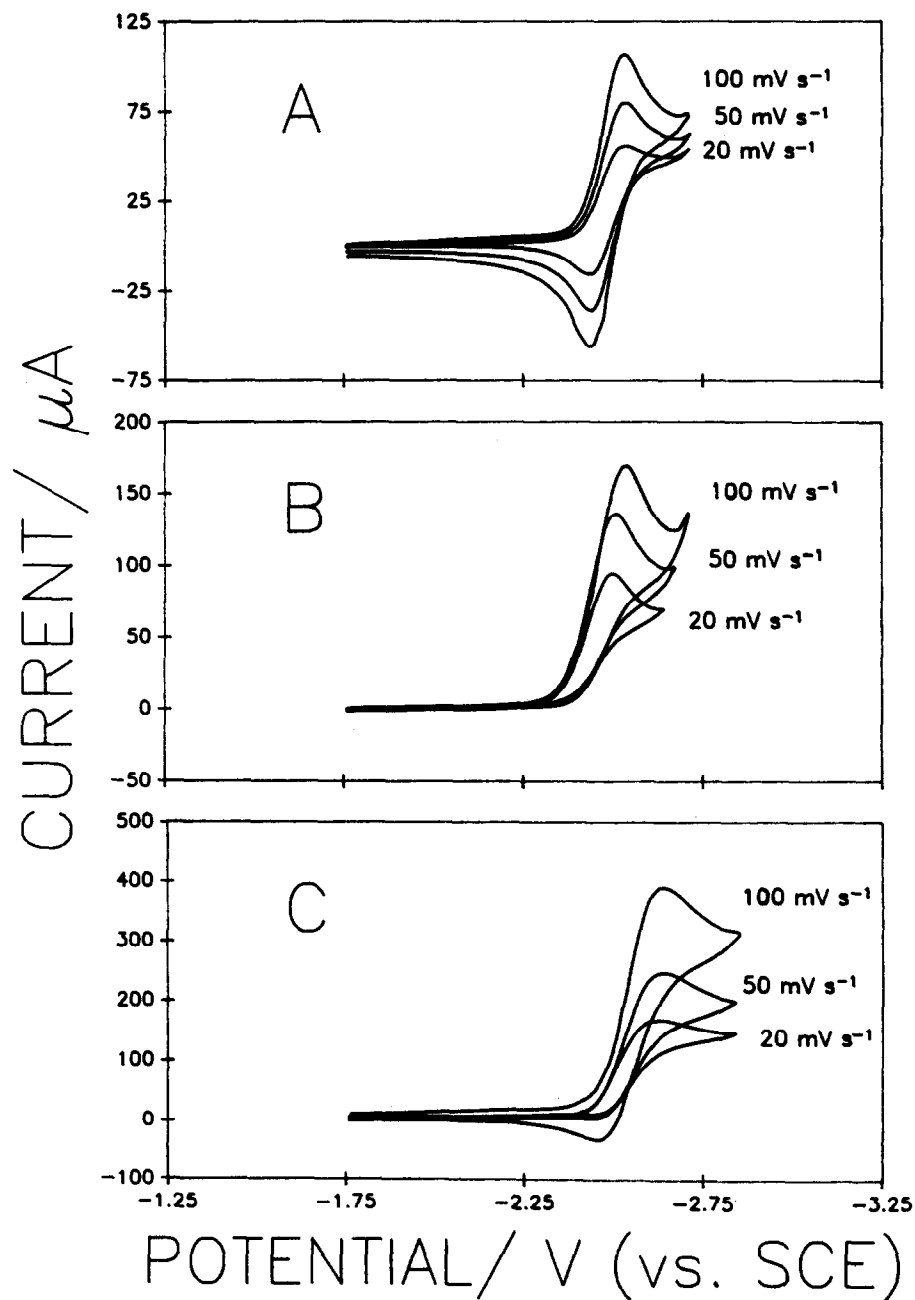 125
75
25
−25
−75
A
100 mV s⁻¹
50 mV s⁻¹
20 mV s⁻¹
200
150
100
50
0
−50
B
100 mV s⁻¹
50 mV s⁻¹
20 mV s⁻¹
500
400
300
200
100
0
−100
C
100 mV s⁻¹
50 mV s⁻¹
20 mV s⁻¹
−1.25 −1.75 −2.25 −2.75 −3.25
CURRENT/ μA
POTENTIAL/ V (vs. SCE)